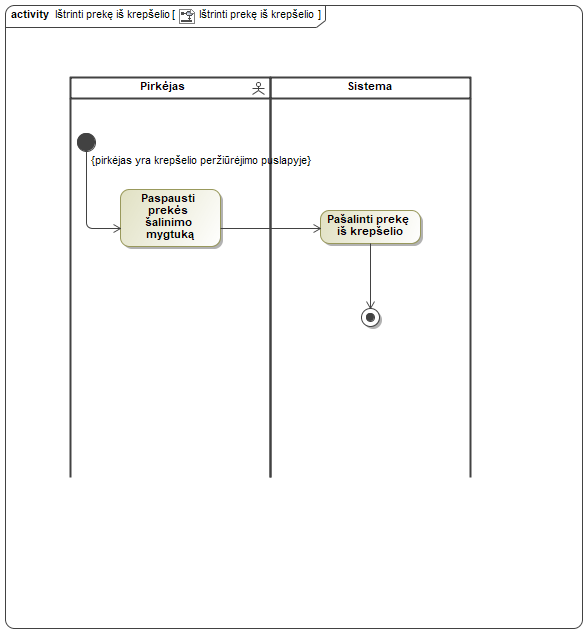 activity Ištrinti prekę iš krepšelio [ Ištrinti prekę iš krepšelio ]
Pirkėjas
Sistema
{pirkėjas yra krepšelio peržiūrėjimo puslapyje}
Paspausti
prekės
šalinimo
mygtuką
Pašalinti prekę
iš krepšelio